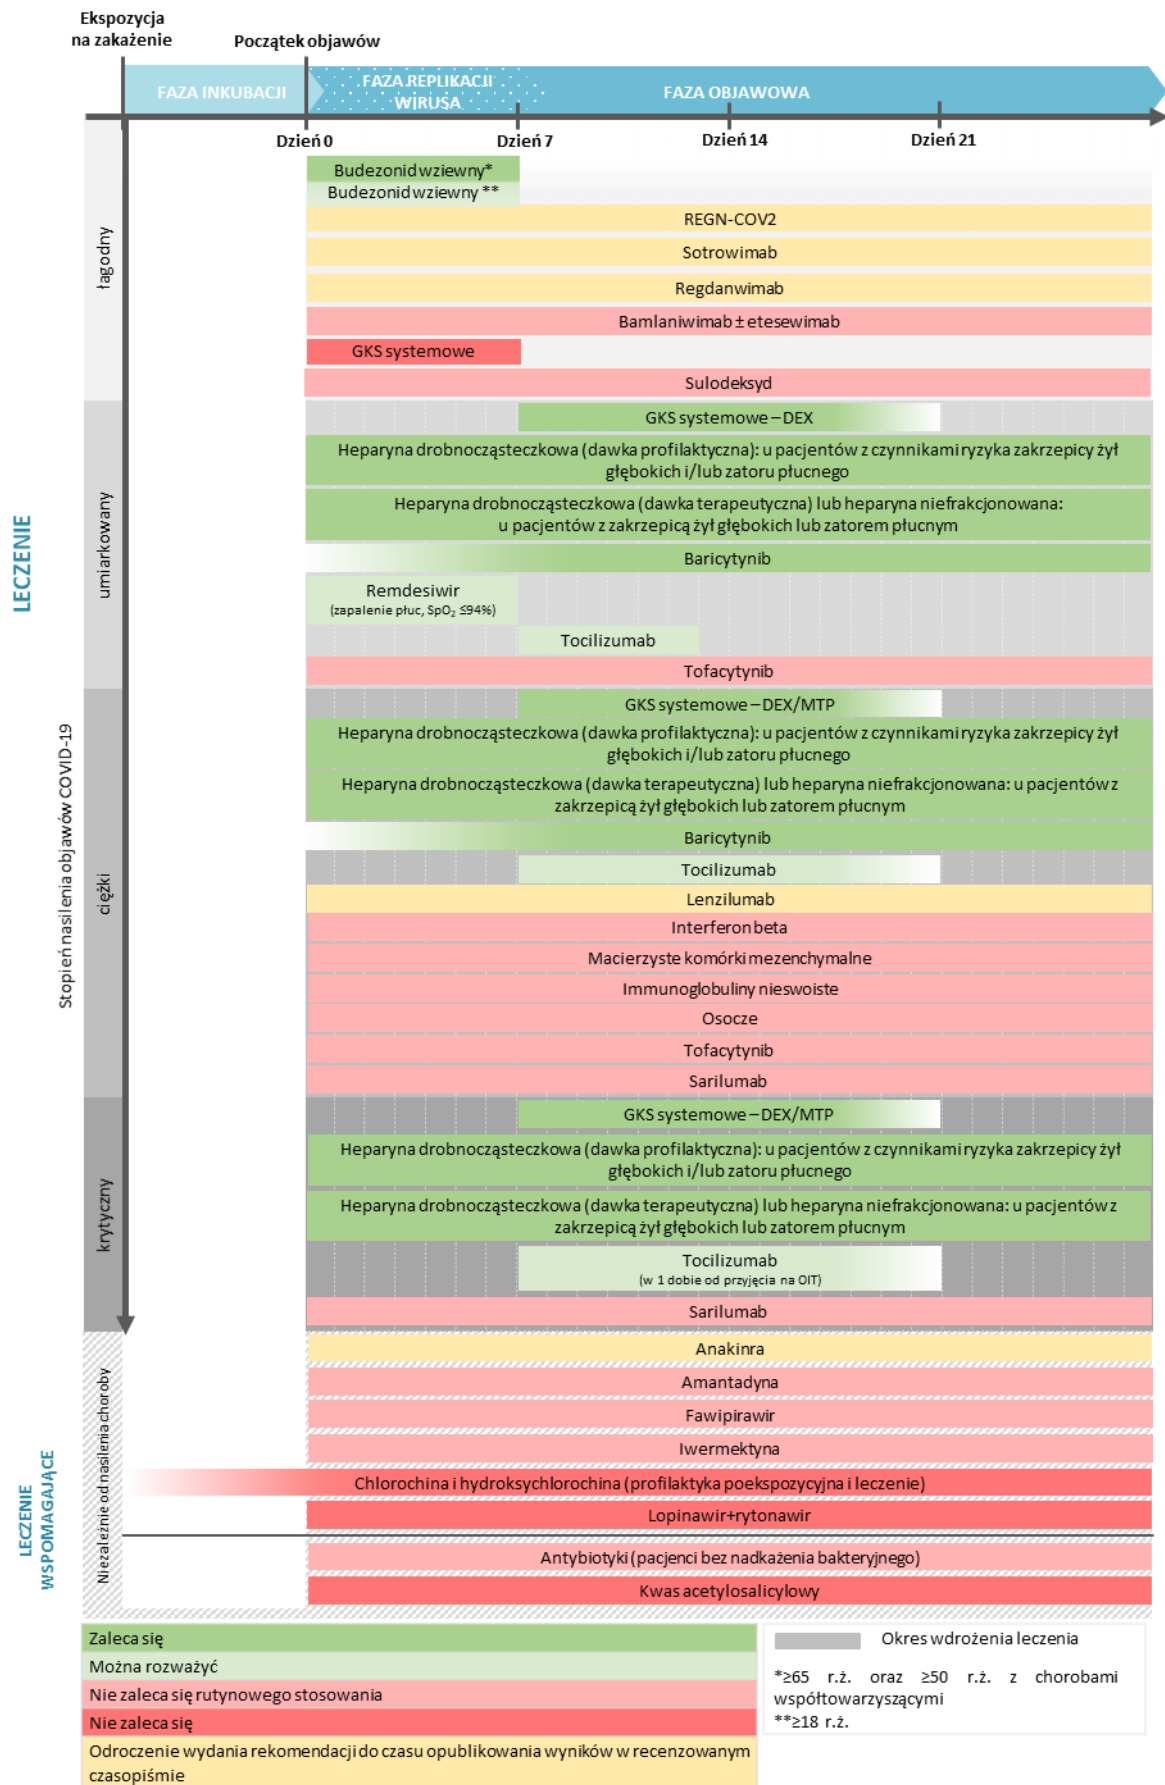 Ekspozycja
na zakażenie
Początek objawów
FAZA INKUBACJI
FAZA REPLIKACJI
WIRUSA
FAZA OBJAWOWA
Dzień 0
Dzień 7
Dzień 14
Dzień 21
LECZENIE
Stopień nasilenia objawów COVID-19
łagodny
Budezonid wziewny*
Budezonid wziewny **
REGN-COV2
Sotrowimab
Regdanwimab
Bamlaniwimab ± etesewimab
GKS systemowe
Sulodeksyd
umiarkowany
GKS systemowe – DEX
Heparyna drobnocząsteczkowa (dawka profilaktyczna): u pacjentów z czynnikami ryzyka zakrzepicy żył
głębokich i/lub zatoru płucnego
Heparyna drobnocząsteczkowa (dawka terapeutyczna) lub heparyna niefrakcjonowana:
u pacjentów z zakrzepicą żył głębokich lub zatorem płucnym
Baricytynib
Remdesiwir
(zapalenie płuc, SpO₂ ≤94%)
Tocilizumab
Tofacytynib
ciężki
GKS systemowe – DEX/MTP
Heparyna drobnocząsteczkowa (dawka profilaktyczna): u pacjentów z czynnikami ryzyka zakrzepicy żył
głębokich i/lub zatoru płucnego
Heparyna drobnocząsteczkowa (dawka terapeutyczna) lub heparyna niefrakcjonowana: u pacjentów z
zakrzepicą żył głębokich lub zatorem płucnym
Baricytynib
Tocilizumab
Lenzilumab
Interferon beta
Macierzyste komórki mezenchymalne
Immunoglobuliny nieswoiste
Osocze
Tofacytynib
Sarilumab
krytyczny
GKS systemowe – DEX/MTP
Heparyna drobnocząsteczkowa (dawka profilaktyczna): u pacjentów z czynnikami ryzyka zakrzepicy żył
głębokich i/lub zatoru płucnego
Heparyna drobnocząsteczkowa (dawka terapeutyczna) lub heparyna niefrakcjonowana: u pacjentów z
zakrzepicą żył głębokich lub zatorem płucnym
Tocilizumab
(w 1 dobie od przyjęcia na OIT)
Sarilumab
LECZENIE
WSPOMAGAJĄCE
Niezależnie od nasilenia choroby
Anakinra
Amantadyna
Fawipirawir
Iwermektyna
Chlorochina i hydroksychlorochina (profilaktyka poekspozycyjna i leczenie)
Lopinawir+rytonawir
Antybiotyki (pacjenci bez nadkażenia bakteryjnego)
Kwas acetylosalicylowy
Zaleca się
Można rozważyć
Nie zaleca się rutynowego stosowania
Nie zaleca się
Odroczenie wydania rekomendacji do czasu opublikowania wyników w recenzowanym
czasopiśmie
Okres wdrożenia leczenia
*≥65 r.ż. oraz ≥50 r.ż. z chorobami
współtowarzyszącymi
**≥18 r.ż.